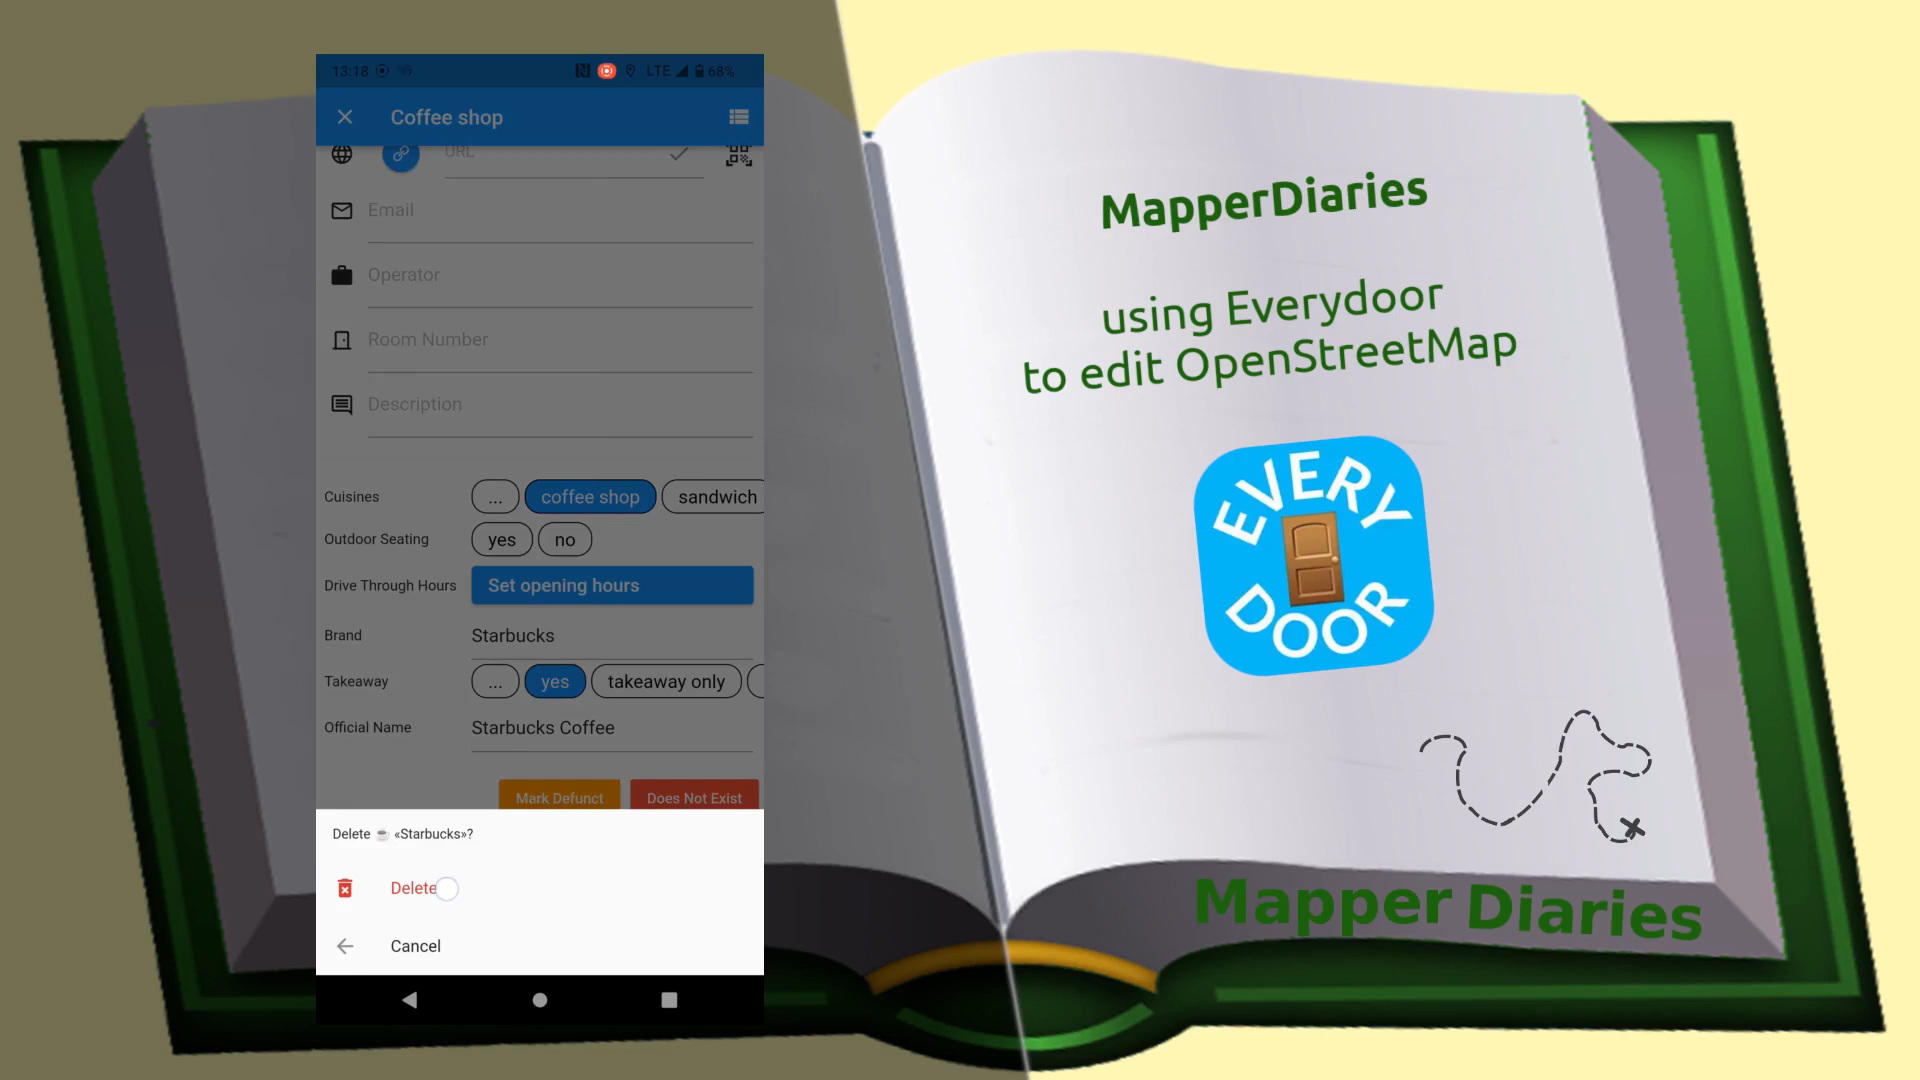 13:18
LTE 68%
Coffee shop
URL
Email
Operator
Room Number
Description
Cuisines ... coffee shop sandwich
Outdoor Seating yes no
Drive Through Hours Set opening hours
Brand Starbucks
Takeaway ... yes takeaway only
Official Name Starbucks Coffee
Mark Defunct Does Not Exist
Delete ☕ «Starbucks»?
Delete
Cancel
MapperDiaries
using Everydoor
to edit OpenStreetMap
EVERY
DOOR
Mapper Diaries